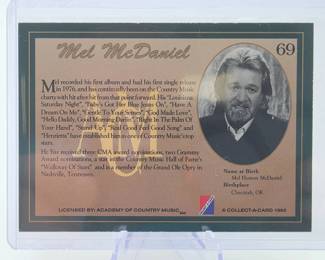 Mel McDaniel
69
Mel recorded his first album and had his first single release
in 1976, and has continually been on the Country Music
charts with hit after hit from that point forward. His "Louisiana
Saturday Night", "Baby's Got Her Blue Jeans On", "Have A
Dream On Me", "Gentle To Your Senses", "God Made Love",
"Hello Daddy, Good Morning Darlin'", "Right In The Palm Of
Your Hand", "Stand Up", "Real Good Feel Good Song" and
"Henrietta" have established him as one of Country Music's top
stars.
He has received three CMA award nominations, two Grammy
Award nominations, a star in the Country Music Hall of Fame's
"Walkway Of Stars" and is a member of the Grand Ole Opry in
Nashville, Tennessee.
Name at Birth
Mel Huston McDaniel
Birthplace
Checotah, OK
LICENSED BY: ACADEMY OF COUNTRY MUSIC
© COLLECT-A-CARD 1992